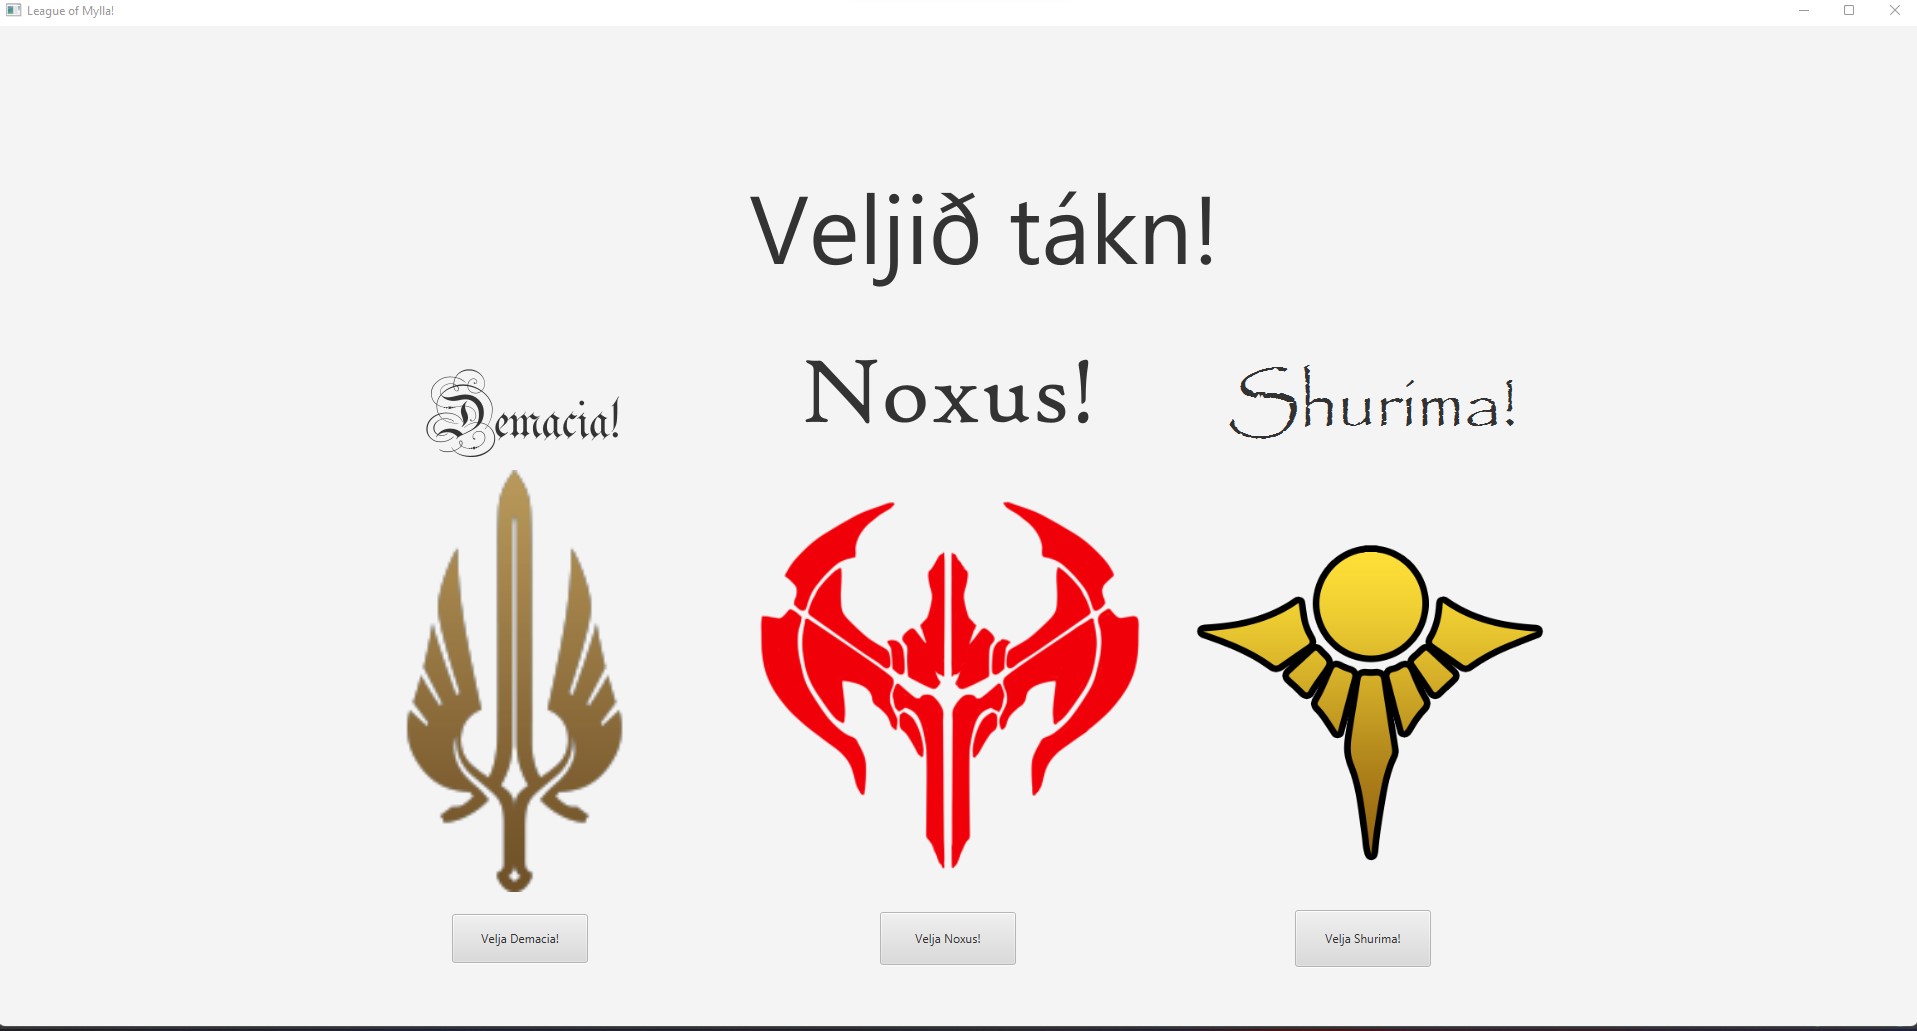 League of Mylla!
Veljið tákn!
Demacia!
Noxus!
Shurima!
Velja Demacia!
Velja Noxus!
Velja Shurima!